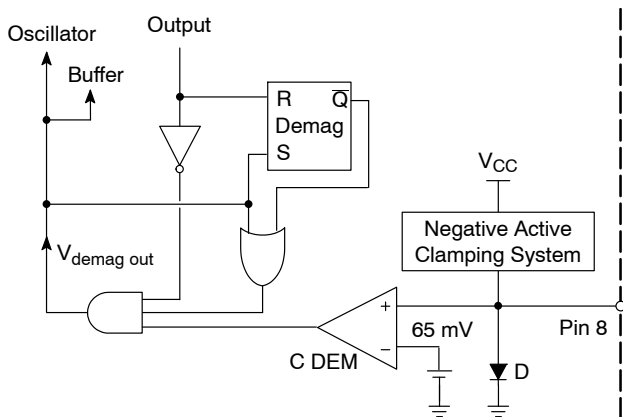 Oscillator
Output
Buffer
R Q̅
Demag
S
VCC
Negative Active
Clamping System
Vdemag out
+
65 mV
Pin 8
−
C DEM
D